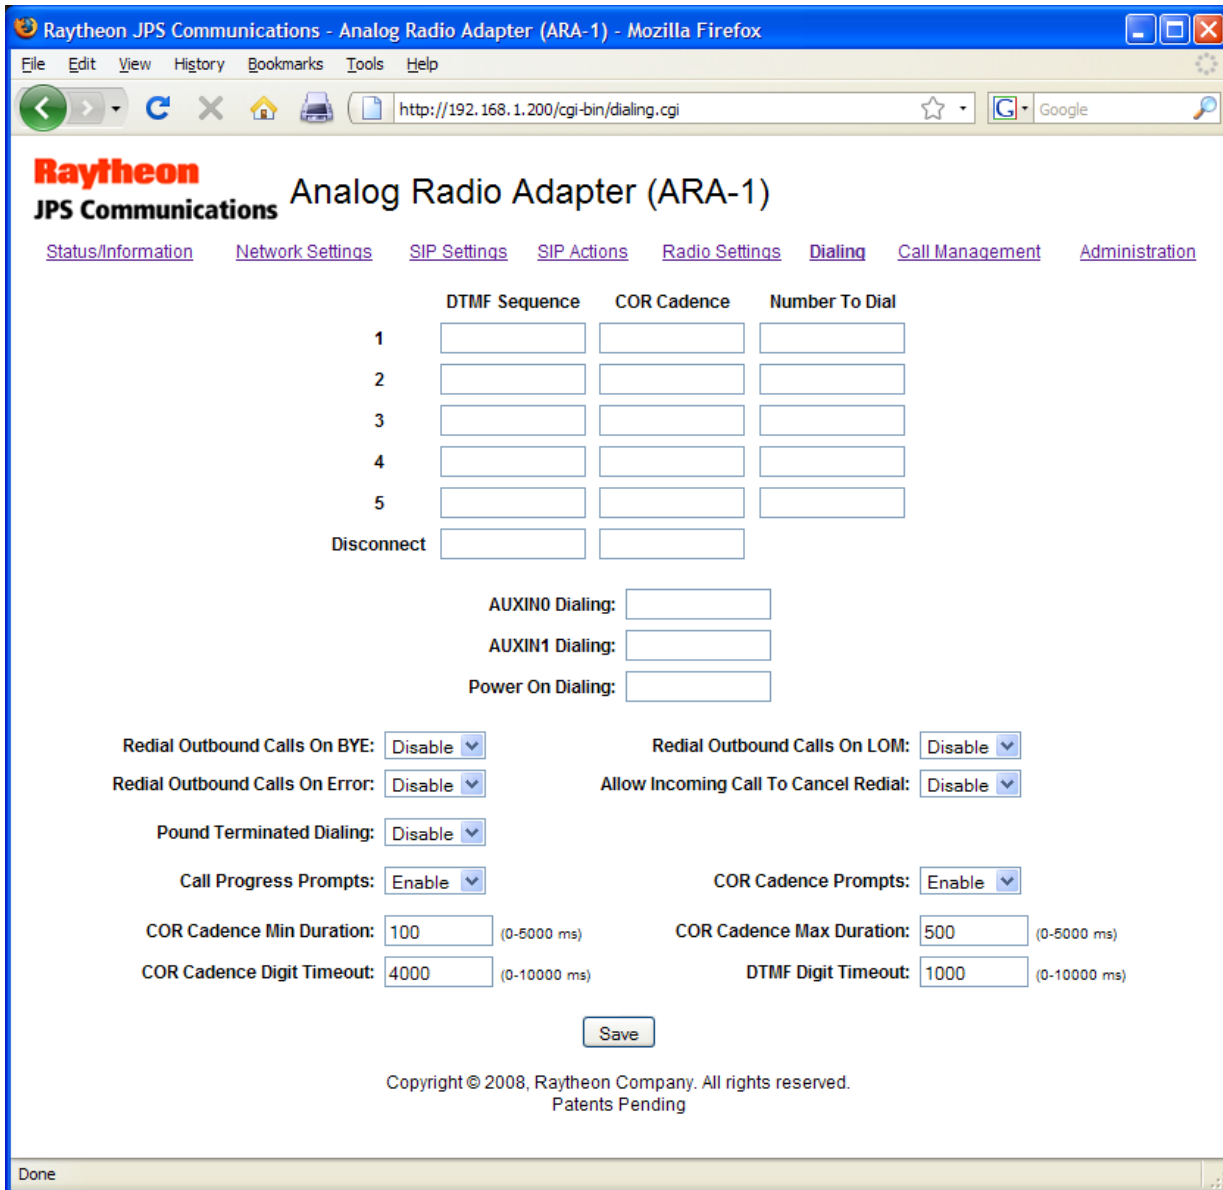 Raytheon JPS Communications - Analog Radio Adapter (ARA-1) - Mozilla Firefox
File Edit View History Bookmarks Tools Help
http://192.168.1.200/cgi-bin/dialing.cgi G Google
Raytheon
JPS Communications Analog Radio Adapter (ARA-1)
Status/Information Network Settings SIP Settings SIP Actions Radio Settings Dialing Call Management Administration
DTMF Sequence COR Cadence Number To Dial
1
2
3
4
5
Disconnect
AUXIN0 Dialing:
AUXIN1 Dialing:
Power On Dialing:
Redial Outbound Calls On BYE: Disable Redial Outbound Calls On LOM: Disable
Redial Outbound Calls On Error: Disable Allow Incoming Call To Cancel Redial: Disable
Pound Terminated Dialing: Disable
Call Progress Prompts: Enable COR Cadence Prompts: Enable
COR Cadence Min Duration: 100 (0-5000 ms) COR Cadence Max Duration: 500 (0-5000 ms)
COR Cadence Digit Timeout: 4000 (0-10000 ms) DTMF Digit Timeout: 1000 (0-10000 ms)
Save
Copyright © 2008, Raytheon Company. All rights reserved.
Patents Pending
Done